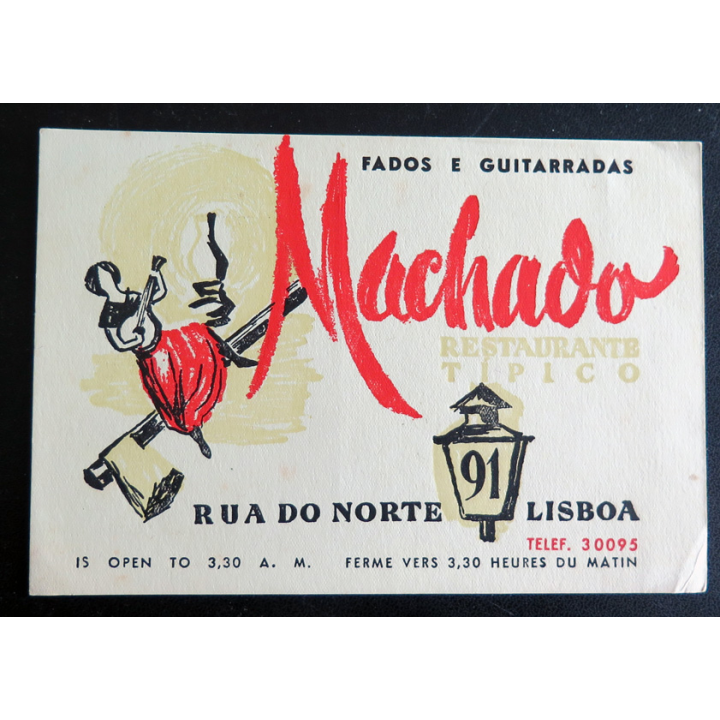 FADOS E GUITARRADAS
Machado
RESTAURANTE
TÍPICO
91
RUA DO NORTE LISBOA
TELEF. 30095
IS OPEN TO 3,30 A. M. FERME VERS 3,30 HEURES DU MATIN